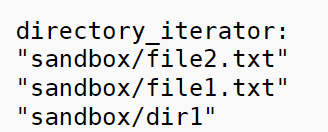 directory_iterator:
"sandbox/file2.txt"
"sandbox/file1.txt"
"sandbox/dir1"